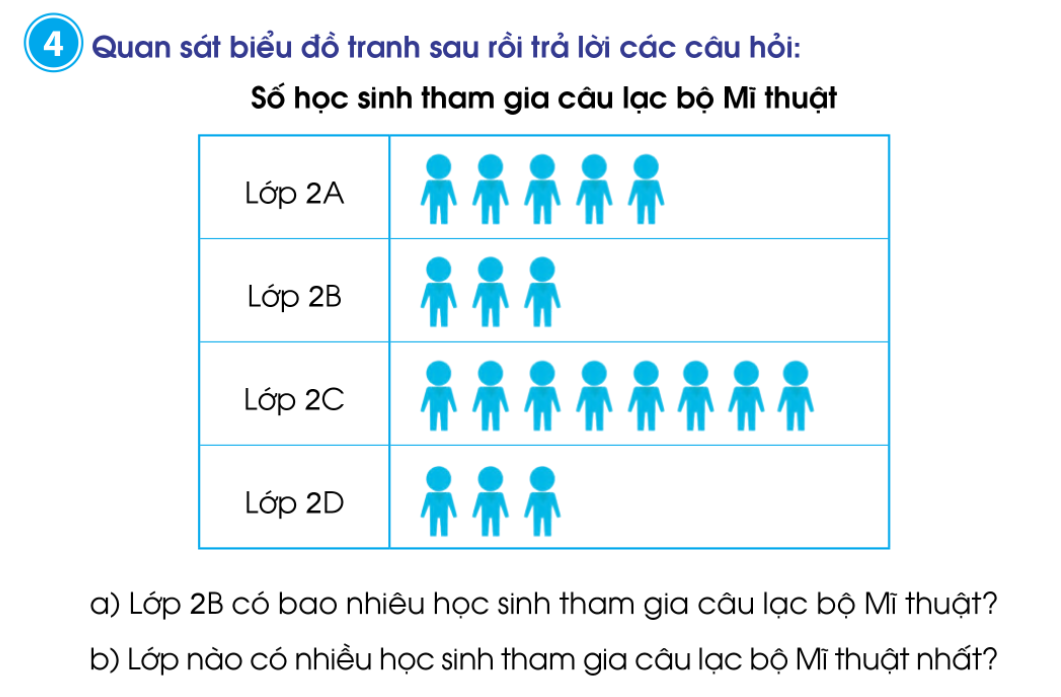 4 Quan sát biểu đồ tranh sau rồi trả lời các câu hỏi:
Số học sinh tham gia câu lạc bộ Mĩ thuật
Lớp 2A
Lớp 2B
Lớp 2C
Lớp 2D
a) Lớp 2B có bao nhiêu học sinh tham gia câu lạc bộ Mĩ thuật?
b) Lớp nào có nhiều học sinh tham gia câu lạc bộ Mĩ thuật nhất?